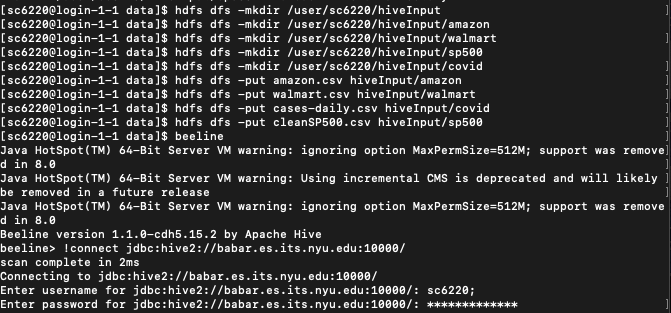 [sc6220@login-1-1 data]$ hdfs dfs -mkdir /user/sc6220/hiveInput
[sc6220@login-1-1 data]$ hdfs dfs -mkdir /user/sc6220/hiveInput/amazon
[sc6220@login-1-1 data]$ hdfs dfs -mkdir /user/sc6220/hiveInput/walmart
[sc6220@login-1-1 data]$ hdfs dfs -mkdir /user/sc6220/hiveInput/sp500
[sc6220@login-1-1 data]$ hdfs dfs -mkdir /user/sc6220/hiveInput/covid
[sc6220@login-1-1 data]$ hdfs dfs -put amazon.csv hiveInput/amazon
[sc6220@login-1-1 data]$ hdfs dfs -put walmart.csv hiveInput/walmart
[sc6220@login-1-1 data]$ hdfs dfs -put cases-daily.csv hiveInput/covid
[sc6220@login-1-1 data]$ hdfs dfs -put cleanSP500.csv hiveInput/sp500
[sc6220@login-1-1 data]$ beeline
Java HotSpot(TM) 64-Bit Server VM warning: ignoring option MaxPermSize=512M; support was remove
d in 8.0
Java HotSpot(TM) 64-Bit Server VM warning: Using incremental CMS is deprecated and will likely
be removed in a future release
Java HotSpot(TM) 64-Bit Server VM warning: ignoring option MaxPermSize=512M; support was remove
d in 8.0
Beeline version 1.1.0-cdh5.15.2 by Apache Hive
beeline> !connect jdbc:hive2://babar.es.its.nyu.edu:10000/
scan complete in 2ms
Connecting to jdbc:hive2://babar.es.its.nyu.edu:10000/
Enter username for jdbc:hive2://babar.es.its.nyu.edu:10000/: sc6220;
Enter password for jdbc:hive2://babar.es.its.nyu.edu:10000/: *************